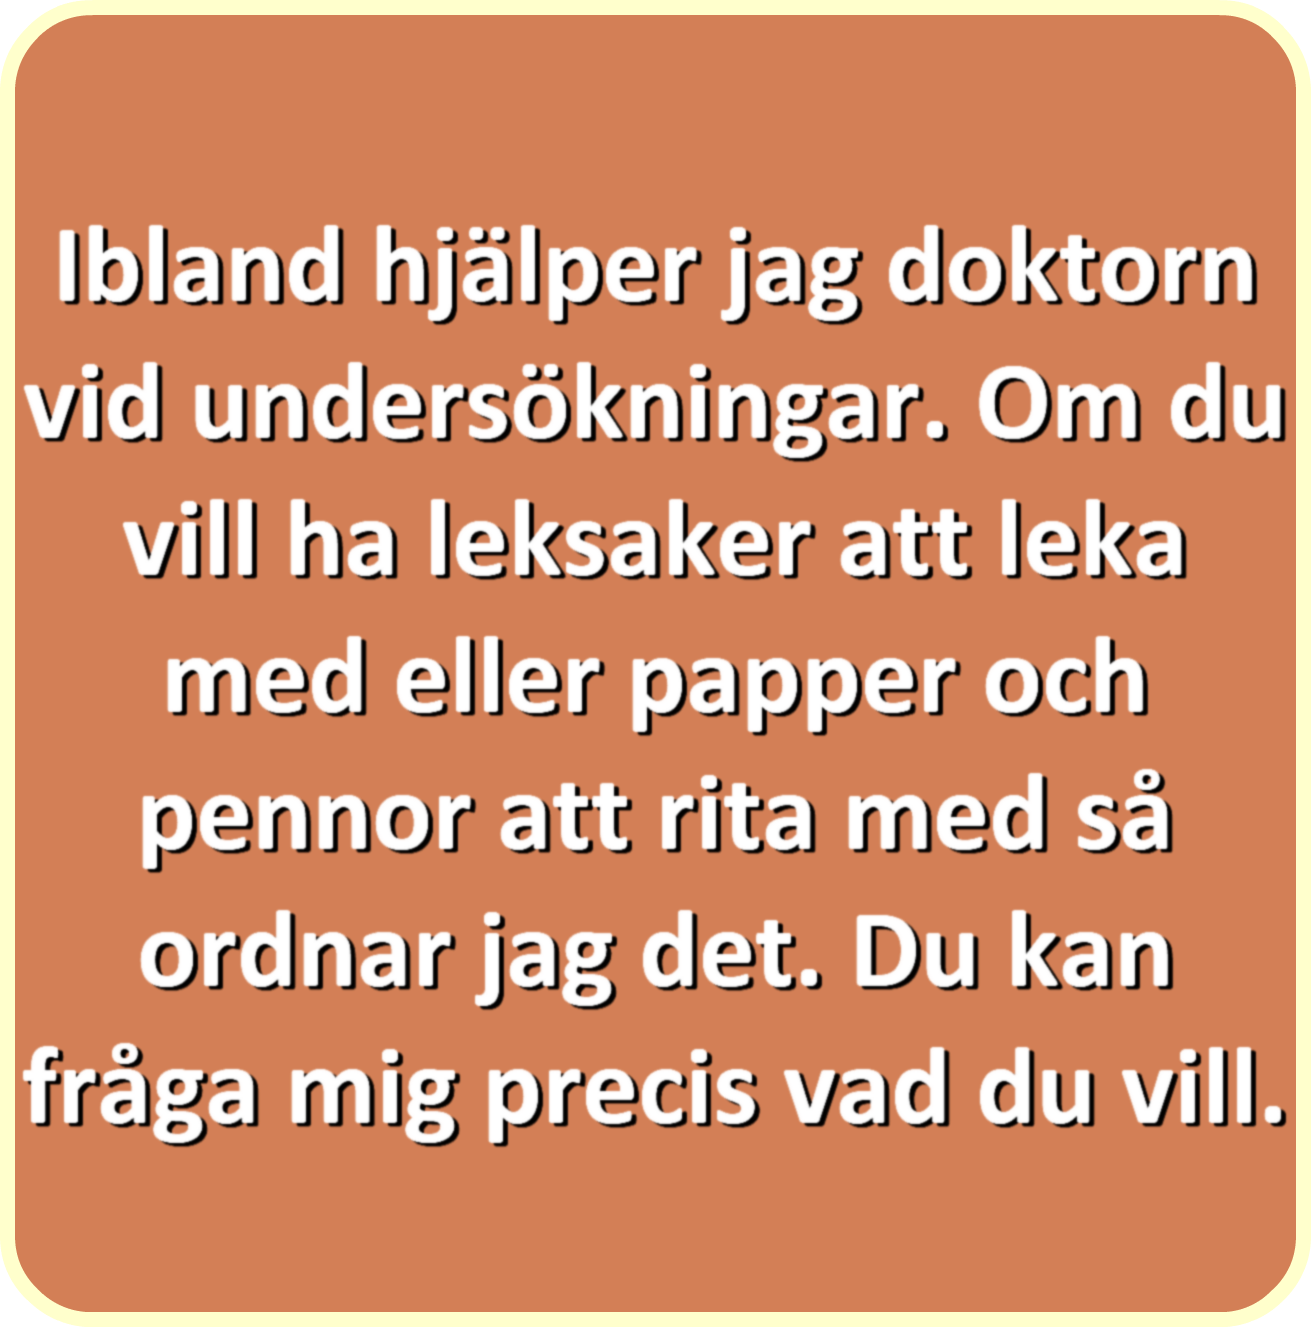 Ibland hjälper jag doktorn
vid undersökningar. Om du
vill ha leksaker att leka
med eller papper och
pennor att rita med så
ordnar jag det. Du kan
fråga mig precis vad du vill.